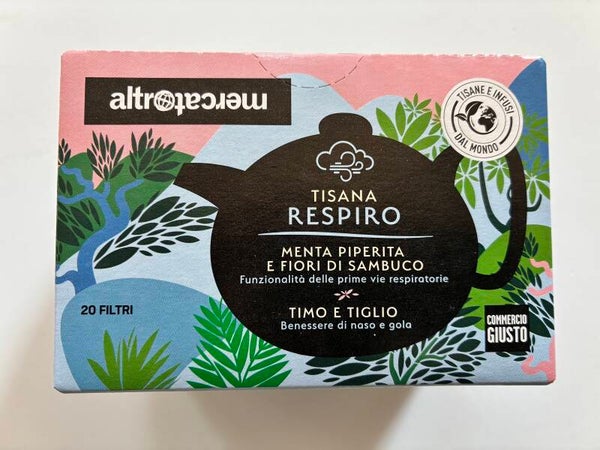 altromercato
TISANE E INFUSI
DAL MONDO
TISANA
RESPIRO
MENTA PIPERITA
E FIORI DI SAMBUCO
Funzionalità delle prime vie respiratorie
TIMO E TIGLIO
Benessere di naso e gola
20 FILTRI
COMMERCIO
GIUSTO